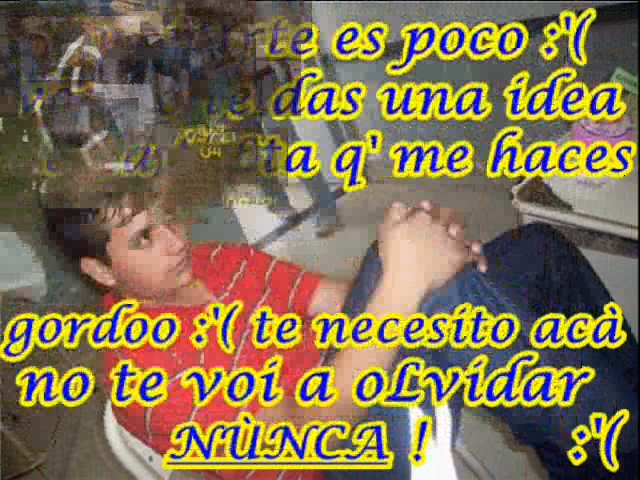 es poco :'(
te das una idea
q' me haces
gordoo :'( te necesito acà
no te voi a oLvidar
NÙNCA ! :'(